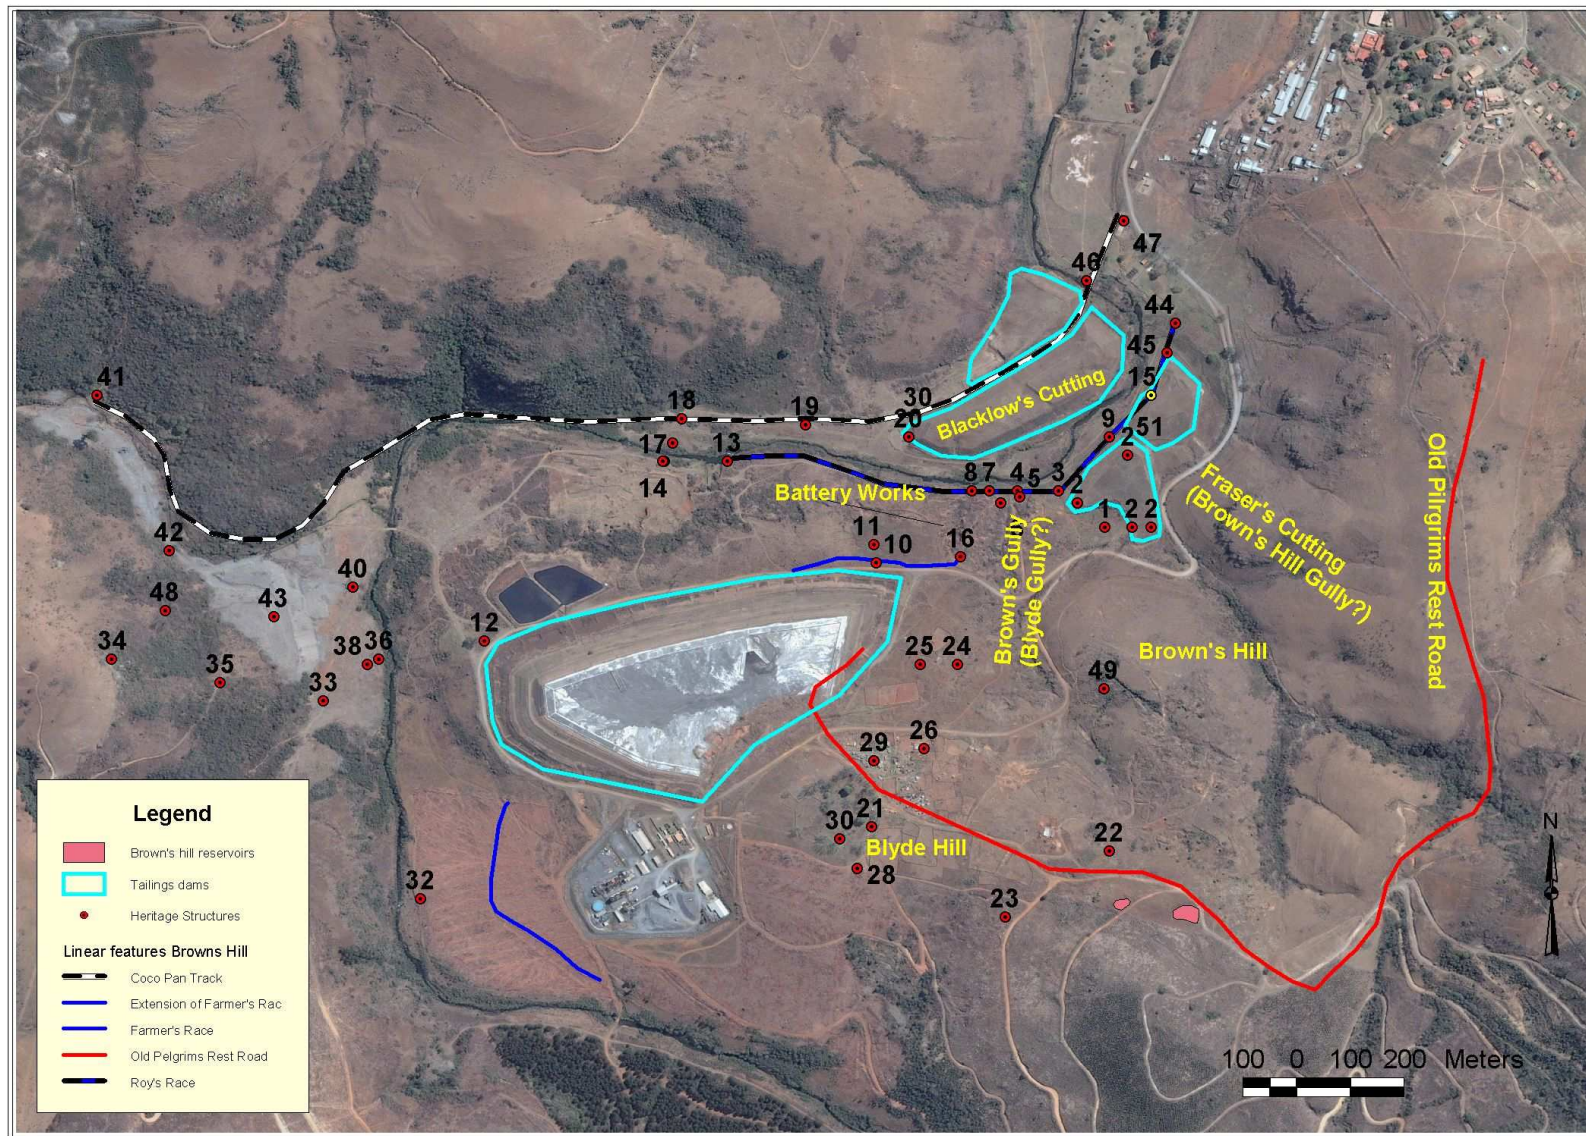 47
46
44
45
15
41
18
19
30
20
Blacklow's Cutting
9
51
2
17
13
14
8
7
4
5
3
2
Battery Works
1
2
2
11
10
16
Brown's Gully
(Blyde Gully?)
Fraser's Cutting
(Brown's Hill Gully?)
Old Pilrgrims Rest Road
42
40
48
43
12
34
35
38
36
33
25
24
Brown's Hill
49
26
29
21
30
Blyde Hill
28
22
23
32
Legend
Brown's hill reservoirs
Tailings dams
Heritage Structures
Linear features Browns Hill
Coco Pan Track
Extension of Farmer's Rac
Farmer's Race
Old Pelgrims Rest Road
Roy's Race
N
100 0 100 200 Meters